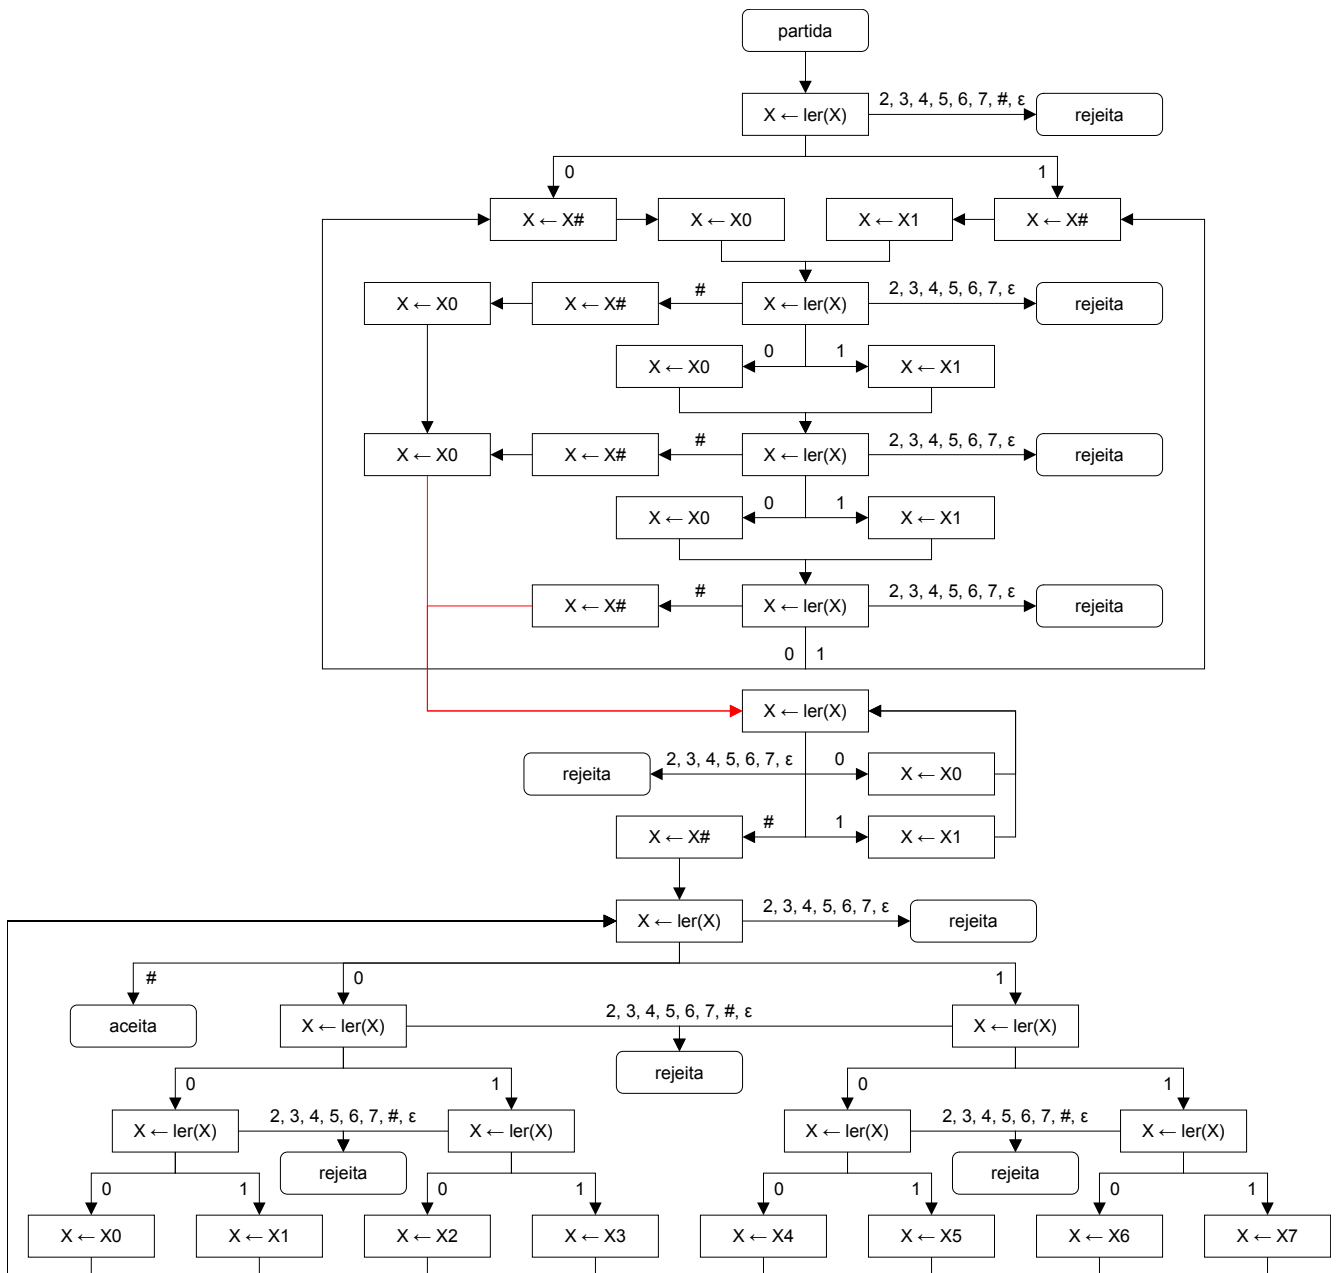 partida
X ← ler(X)
2, 3, 4, 5, 6, 7, #, ε
rejeita
0
1
X ← X#
X ← X0
X ← X1
X ← X#
X ← X0
X ← X#
#
X ← ler(X)
2, 3, 4, 5, 6, 7, ε
rejeita
X ← X0
0
1
X ← X1
X ← X0
X ← X#
#
X ← ler(X)
2, 3, 4, 5, 6, 7, ε
rejeita
X ← X0
0
1
X ← X1
X ← X#
#
X ← ler(X)
2, 3, 4, 5, 6, 7, ε
rejeita
0
1
X ← ler(X)
rejeita
2, 3, 4, 5, 6, 7, ε
0
X ← X0
X ← X#
#
1
X ← X1
X ← ler(X)
2, 3, 4, 5, 6, 7, ε
rejeita
#
0
1
aceita
X ← ler(X)
2, 3, 4, 5, 6, 7, #, ε
X ← ler(X)
rejeita
0
1
0
1
X ← ler(X)
2, 3, 4, 5, 6, 7, #, ε
X ← ler(X)
X ← ler(X)
2, 3, 4, 5, 6, 7, #, ε
X ← ler(X)
rejeita
rejeita
0
1
0
1
0
1
0
1
X ← X0
X ← X1
X ← X2
X ← X3
X ← X4
X ← X5
X ← X6
X ← X7